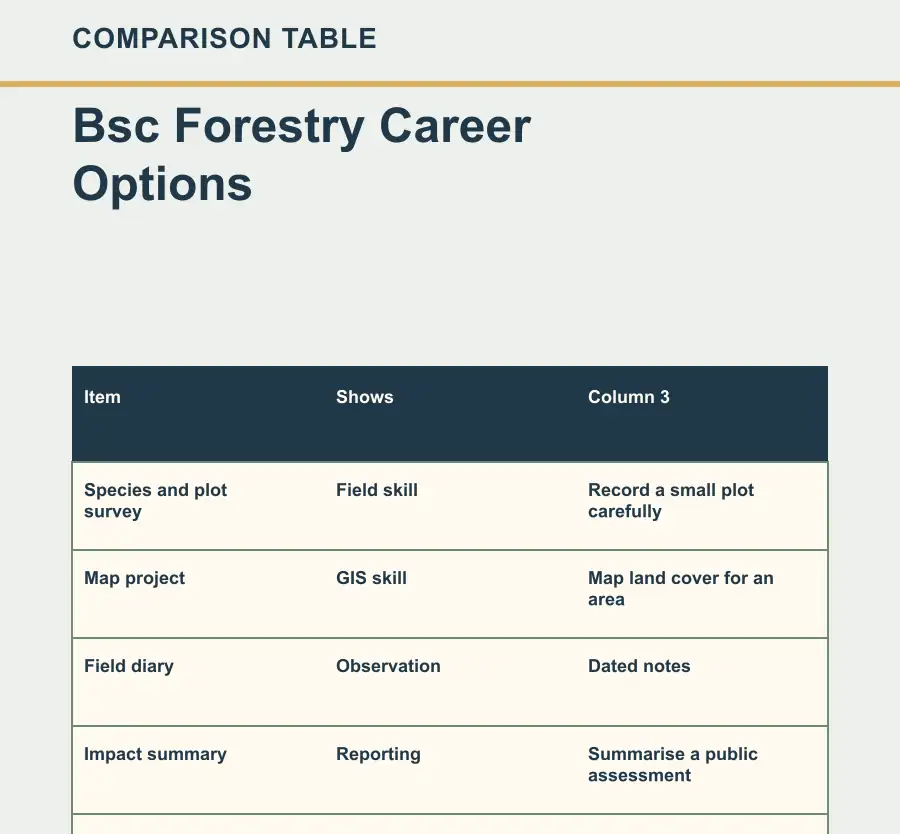 COMPARISON TABLE
Bsc Forestry Career
Options
Item Shows Column 3
Species and plot Field skill Record a small plot
survey carefully
Map project GIS skill Map land cover for an
area
Field diary Observation Dated notes
Impact summary Reporting Summarise a public
assessment